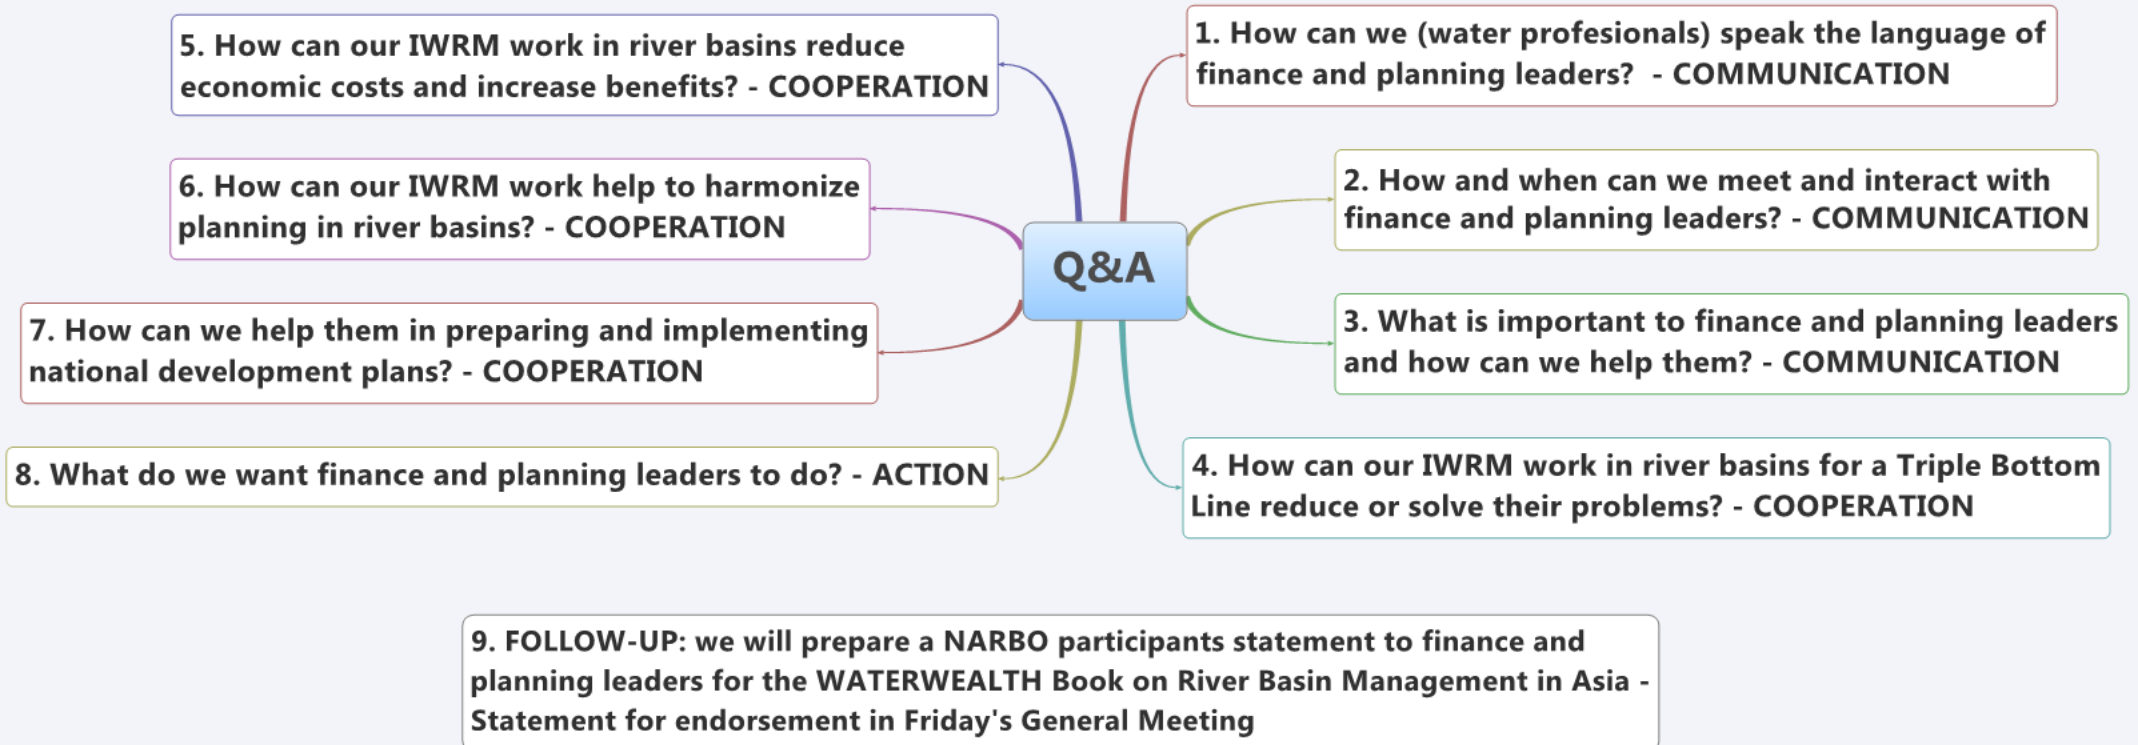 Q&A
1. How can we (water profesionals) speak the language of
finance and planning leaders?  - COMMUNICATION
2. How and when can we meet and interact with
finance and planning leaders? - COMMUNICATION
3. What is important to finance and planning leaders
and how can we help them? - COMMUNICATION
4. How can our IWRM work in river basins for a Triple Bottom
Line reduce or solve their problems? - COOPERATION
5. How can our IWRM work in river basins reduce
economic costs and increase benefits? - COOPERATION
6. How can our IWRM work help to harmonize
planning in river basins? - COOPERATION
7. How can we help them in preparing and implementing
national development plans? - COOPERATION
8. What do we want finance and planning leaders to do? - ACTION
9. FOLLOW-UP: we will prepare a NARBO participants statement to finance and
planning leaders for the WATERWEALTH Book on River Basin Management in Asia -
Statement for endorsement in Friday's General Meeting